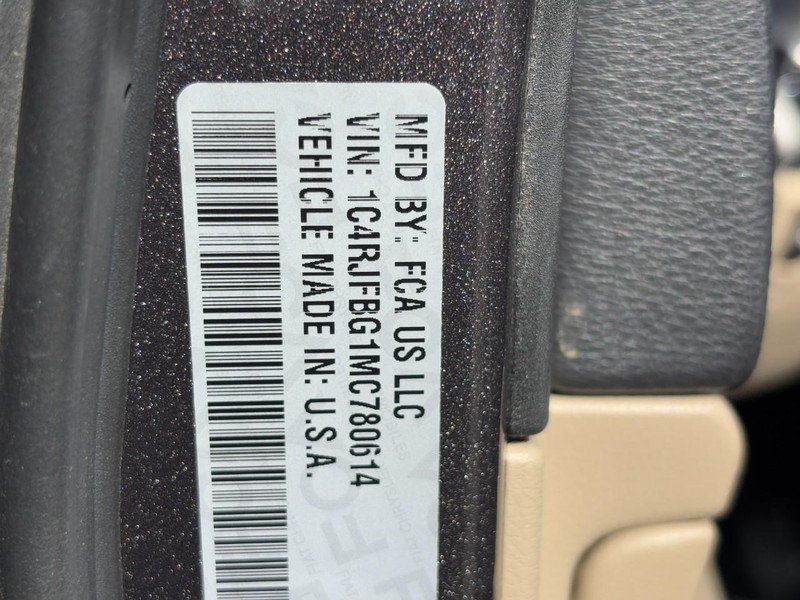 MFD BY: FCA US LLC
VIN: 1C4RJFBG1MC780614
VEHICLE MADE IN: U.S.A.